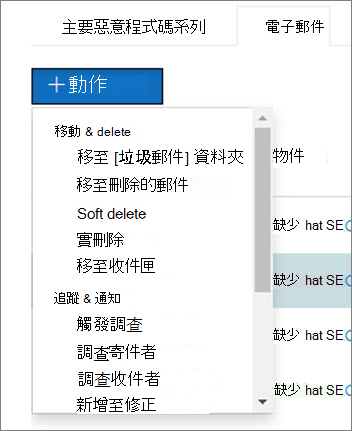 主要惡意程式碼系列
電子郵件
+動作
移動 & delete
移至 [垃圾郵件] 資料夾
物件
移至刪除的郵件
Soft delete
缺少 hat SEC
實刪除
移至收件匣
缺少 hat SEC
追蹤 & 通知
觸發調查
缺少 hat SEC
調查寄件者
調查收件者
缺少 hat SEC
新增至修正